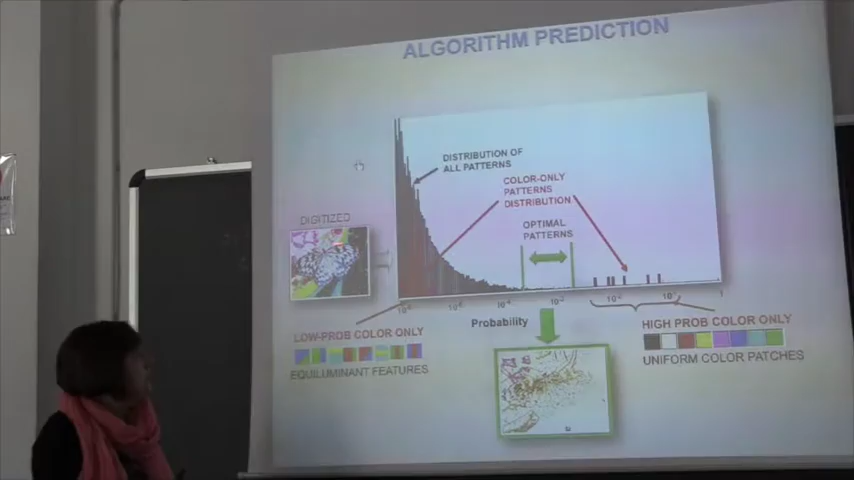 ALGORITHM PREDICTION
DISTRIBUTION OF
ALL PATTERNS
COLOR-ONLY
PATTERNS
DISTRIBUTION
OPTIMAL
PATTERNS
DIGITIZED
Probability
1
LOW-PROB COLOR ONLY
EQUILUMINANT FEATURES
HIGH PROB COLOR ONLY
UNIFORM COLOR PATCHES